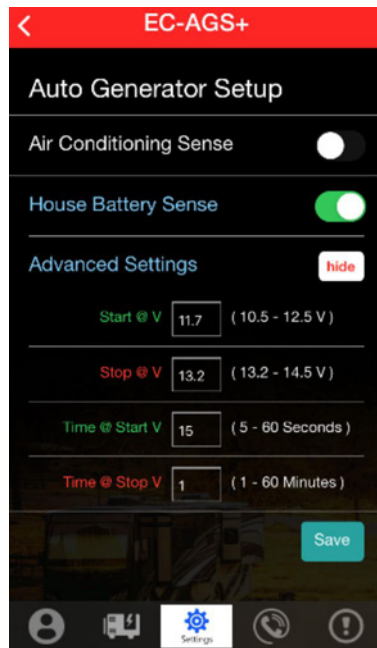 EC-AGS+
Auto Generator Setup
Air Conditioning Sense
House Battery Sense
Advanced Settings hide
Start @ V 11.7 ( 10.5 - 12.5 V )
Stop @ V 13.2 ( 13.2 - 14.5 V )
Time @ Start V 15 ( 5 - 60 Seconds )
Time @ Stop V 1 ( 1 - 60 Minutes )
Save
Settings